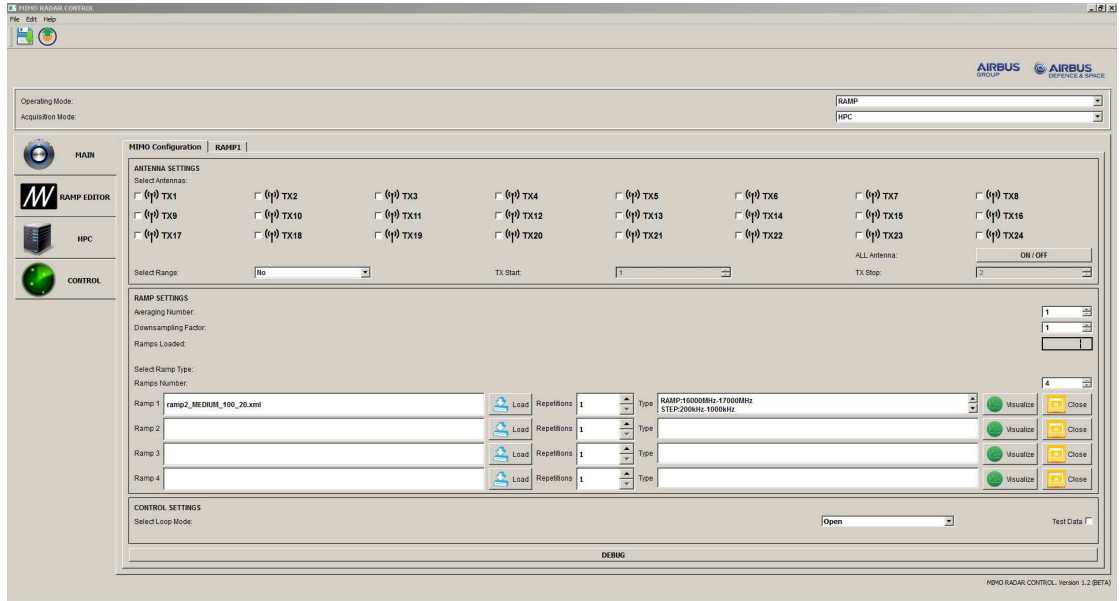 MIMO RADAR CONTROL
File Edit Help
AIRBUS GROUP AIRBUS DEFENCE & SPACE
Operating Mode: RAMP
Acquisition Mode: HPC
MAIN
RAMP EDITOR
HPC
CONTROL
MIMO Configuration RAMP1
ANTENNA SETTINGS
Select Antennas:
TX1 TX2 TX3 TX4 TX5 TX6 TX7 TX8
TX9 TX10 TX11 TX12 TX13 TX14 TX15 TX16
TX17 TX18 TX19 TX20 TX21 TX22 TX23 TX24
ALL Antenna: ON / OFF
Select Range: No TX Start: 1 TX Stop: 2
RAMP SETTINGS
Averaging Number: 1
Downsampling Factor: 1
Ramps Loaded: 1
Select Ramp Type:
Ramps Number: 4
Ramp 1 ramp2_MEDIUM_100_20.xml Load Repetitions 1 Type RAMP:16000MHz-17000MHz
STEP:200kHz-1000kHz Visualize Close
Ramp 2 Load Repetitions 1 Type Visualize Close
Ramp 3 Load Repetitions 1 Type Visualize Close
Ramp 4 Load Repetitions 1 Type Visualize Close
CONTROL SETTINGS
Select Loop Mode: Open Test Data
DEBUG
MIMO RADAR CONTROL. Version 1.2 (BETA)